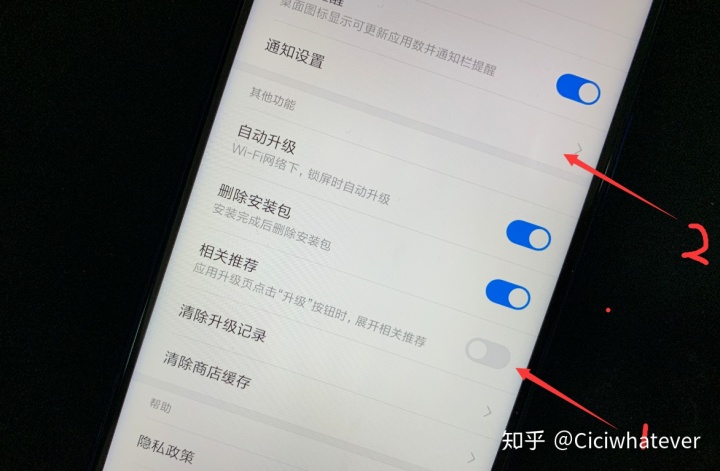 醒
桌面图标显示可更新应用数并通知栏提醒
通知设置
其他功能
自动升级
Wi-Fi网络下，锁屏时自动升级
删除安装包
安装完成后删除安装包
相关推荐
应用升级页点击“升级”按钮时，展开相关推荐
清除升级记录
清除商店缓存
帮助
隐私政策
2
1
知乎 @Ciciwhatever